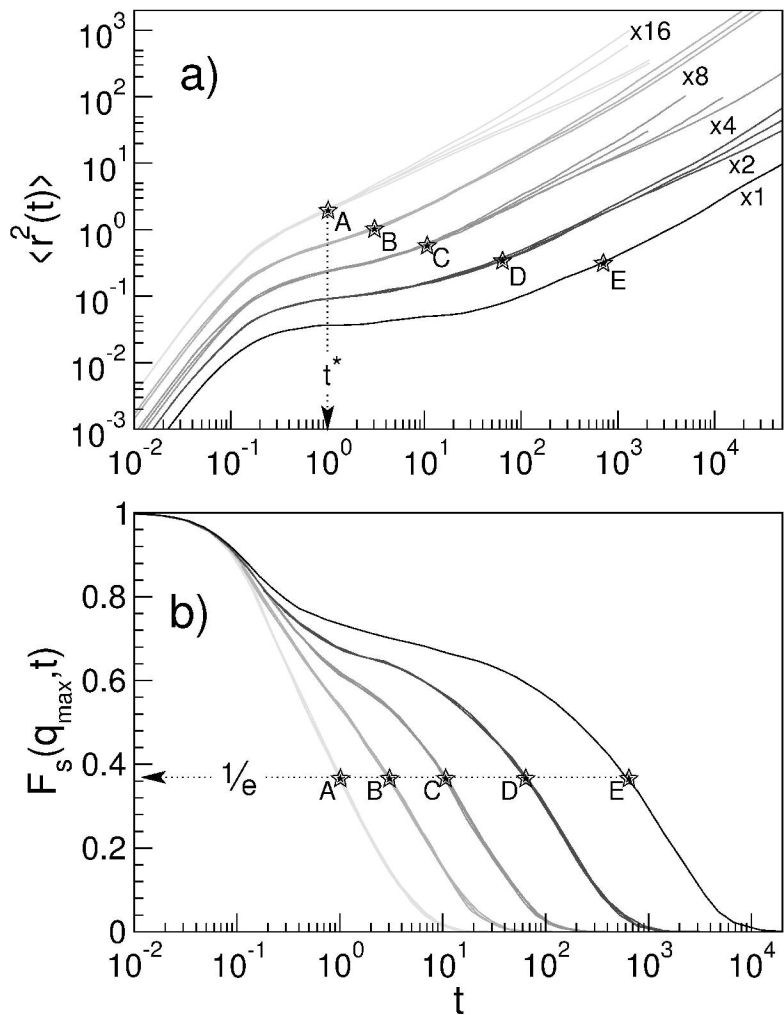 a)
<r²(t)>
10³
10²
10¹
10⁰
10⁻¹
10⁻²
10⁻³
x16
x8
x4
x2
x1
A
B
C
D
E
t*
10⁻² 10⁻¹ 10⁰ 10¹ 10² 10³ 10⁴
b)
F_s(q_max,t)
1
0.8
0.6
0.4
0.2
0
1/e
A
B
C
D
E
10⁻² 10⁻¹ 10⁰ 10¹ 10² 10³ 10⁴
t